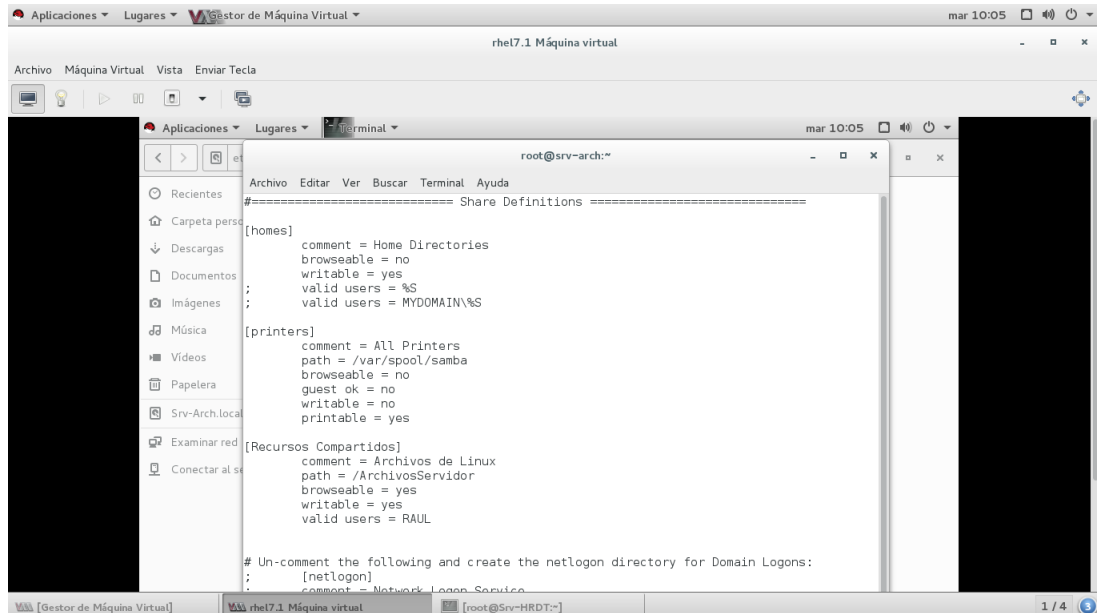 Aplicaciones Lugares Gestor de Máquina Virtual mar 10:05
rhel7.1 Máquina virtual
Archivo Máquina Virtual Vista Enviar Tecla
Aplicaciones Lugares Terminal mar 10:05
et root@srv-arch:~
Archivo Editar Ver Buscar Terminal Ayuda
Recientes
Carpeta perso
Descargas
Documentos
Imágenes
Música
Vídeos
Papelera
Srv-Arch.local
Examinar red
Conectar al se
#============================ Share Definitions ==============================
[homes]
comment = Home Directories
browseable = no
writable = yes
; valid users = %S
; valid users = MYDOMAIN\%S
[printers]
comment = All Printers
path = /var/spool/samba
browseable = no
guest ok = no
writable = no
printable = yes
[Recursos Compartidos]
comment = Archivos de Linux
path = /ArchivosServidor
browseable = yes
writable = yes
valid users = RAUL
# Un-comment the following and create the netlogon directory for Domain Logons:
; [netlogon]
; comment = Network Logon Service
[Gestor de Máquina Virtual] rhel7.1 Máquina virtual [root@Srv-HRDT:~] 1 / 4 3